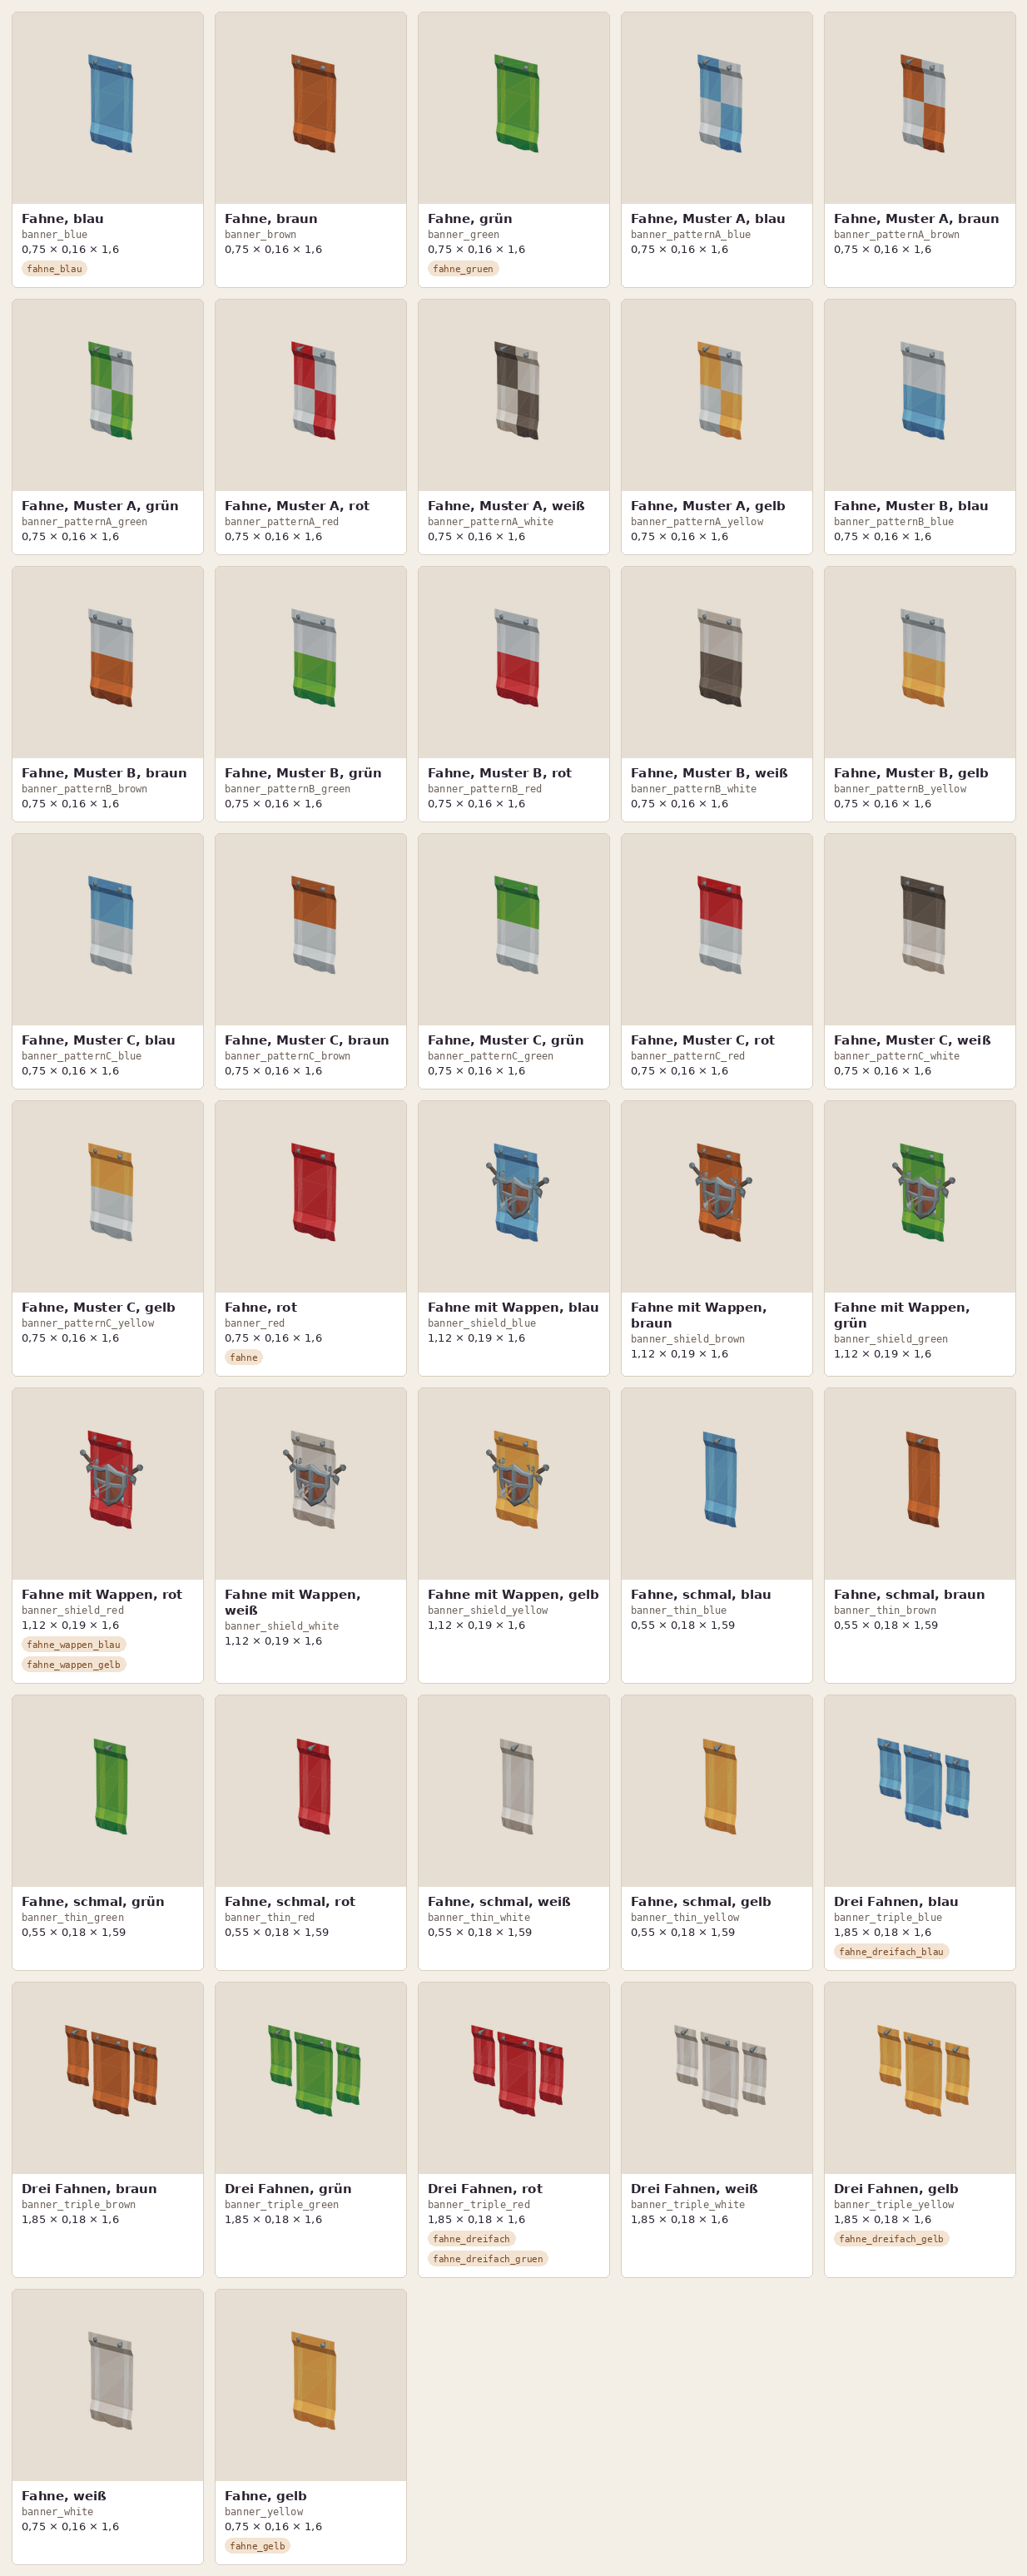 Fahne, blau
banner_blue
0,75 × 0,16 × 1,6
fahne_blau
Fahne, braun
banner_brown
0,75 × 0,16 × 1,6
Fahne, grün
banner_green
0,75 × 0,16 × 1,6
fahne_gruen
Fahne, Muster A, blau
banner_patternA_blue
0,75 × 0,16 × 1,6
Fahne, Muster A, braun
banner_patternA_brown
0,75 × 0,16 × 1,6
Fahne, Muster A, grün
banner_patternA_green
0,75 × 0,16 × 1,6
Fahne, Muster A, rot
banner_patternA_red
0,75 × 0,16 × 1,6
Fahne, Muster A, weiß
banner_patternA_white
0,75 × 0,16 × 1,6
Fahne, Muster A, gelb
banner_patternA_yellow
0,75 × 0,16 × 1,6
Fahne, Muster B, blau
banner_patternB_blue
0,75 × 0,16 × 1,6
Fahne, Muster B, braun
banner_patternB_brown
0,75 × 0,16 × 1,6
Fahne, Muster B, grün
banner_patternB_green
0,75 × 0,16 × 1,6
Fahne, Muster B, rot
banner_patternB_red
0,75 × 0,16 × 1,6
Fahne, Muster B, weiß
banner_patternB_white
0,75 × 0,16 × 1,6
Fahne, Muster B, gelb
banner_patternB_yellow
0,75 × 0,16 × 1,6
Fahne, Muster C, blau
banner_patternC_blue
0,75 × 0,16 × 1,6
Fahne, Muster C, braun
banner_patternC_brown
0,75 × 0,16 × 1,6
Fahne, Muster C, grün
banner_patternC_green
0,75 × 0,16 × 1,6
Fahne, Muster C, rot
banner_patternC_red
0,75 × 0,16 × 1,6
Fahne, Muster C, weiß
banner_patternC_white
0,75 × 0,16 × 1,6
Fahne, Muster C, gelb
banner_patternC_yellow
0,75 × 0,16 × 1,6
Fahne, rot
banner_red
0,75 × 0,16 × 1,6
fahne
Fahne mit Wappen, blau
banner_shield_blue
1,12 × 0,19 × 1,6
Fahne mit Wappen,
braun
banner_shield_brown
1,12 × 0,19 × 1,6
Fahne mit Wappen,
grün
banner_shield_green
1,12 × 0,19 × 1,6
Fahne mit Wappen, rot
banner_shield_red
1,12 × 0,19 × 1,6
fahne_wappen_blau
fahne_wappen_gelb
Fahne mit Wappen,
weiß
banner_shield_white
1,12 × 0,19 × 1,6
Fahne mit Wappen, gelb
banner_shield_yellow
1,12 × 0,19 × 1,6
Fahne, schmal, blau
banner_thin_blue
0,55 × 0,18 × 1,59
Fahne, schmal, braun
banner_thin_brown
0,55 × 0,18 × 1,59
Fahne, schmal, grün
banner_thin_green
0,55 × 0,18 × 1,59
Fahne, schmal, rot
banner_thin_red
0,55 × 0,18 × 1,59
Fahne, schmal, weiß
banner_thin_white
0,55 × 0,18 × 1,59
Fahne, schmal, gelb
banner_thin_yellow
0,55 × 0,18 × 1,59
Drei Fahnen, blau
banner_triple_blue
1,85 × 0,18 × 1,6
fahne_dreifach_blau
Drei Fahnen, braun
banner_triple_brown
1,85 × 0,18 × 1,6
Drei Fahnen, grün
banner_triple_green
1,85 × 0,18 × 1,6
Drei Fahnen, rot
banner_triple_red
1,85 × 0,18 × 1,6
fahne_dreifach
fahne_dreifach_gruen
Drei Fahnen, weiß
banner_triple_white
1,85 × 0,18 × 1,6
Drei Fahnen, gelb
banner_triple_yellow
1,85 × 0,18 × 1,6
fahne_dreifach_gelb
Fahne, weiß
banner_white
0,75 × 0,16 × 1,6
Fahne, gelb
banner_yellow
0,75 × 0,16 × 1,6
fahne_gelb